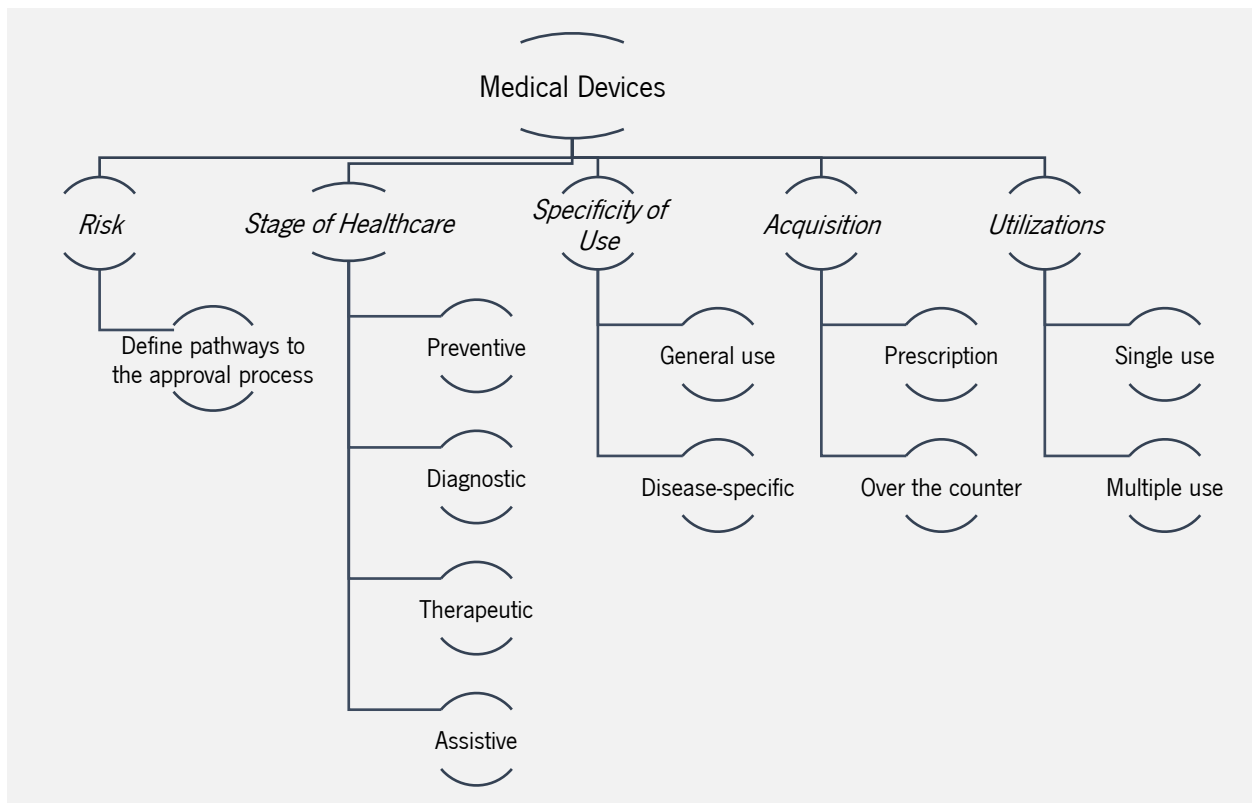 Medical Devices
Risk
Stage of Healthcare
Specificity of
Use
Acquisition
Utilizations
Define pathways to
the approval process
Preventive
Diagnostic
Therapeutic
Assistive
General use
Disease-specific
Prescription
Over the counter
Single use
Multiple use